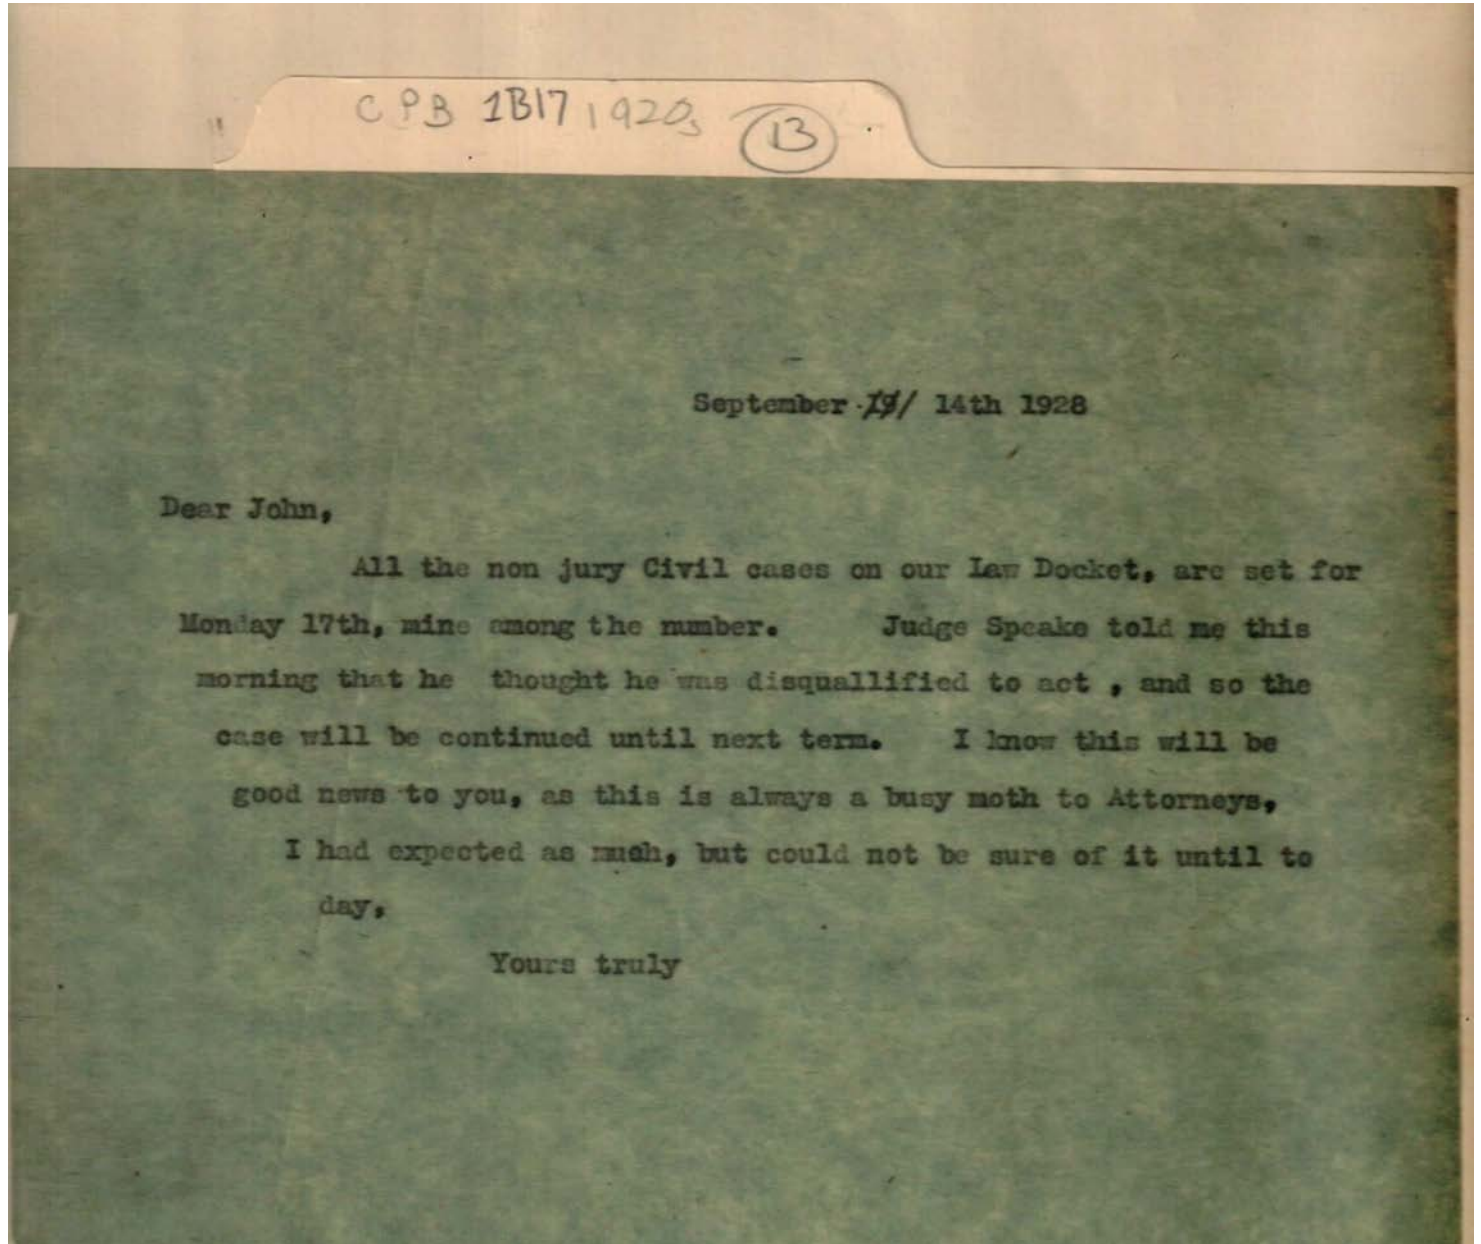 CPB 1B17 1920s 13
September 19/ 14th 1928
Dear John,
All the non jury Civil cases on our Law Docket, are set for
Monday 17th, mine among the number. Judge Speake told me this
morning that he thought he was disquallified to act , and so the
case will be continued until next term. I know this will be
good news to you, as this is always a busy moth to Attorneys,
I had expected as much, but could not be sure of it until to
day,
Yours truly